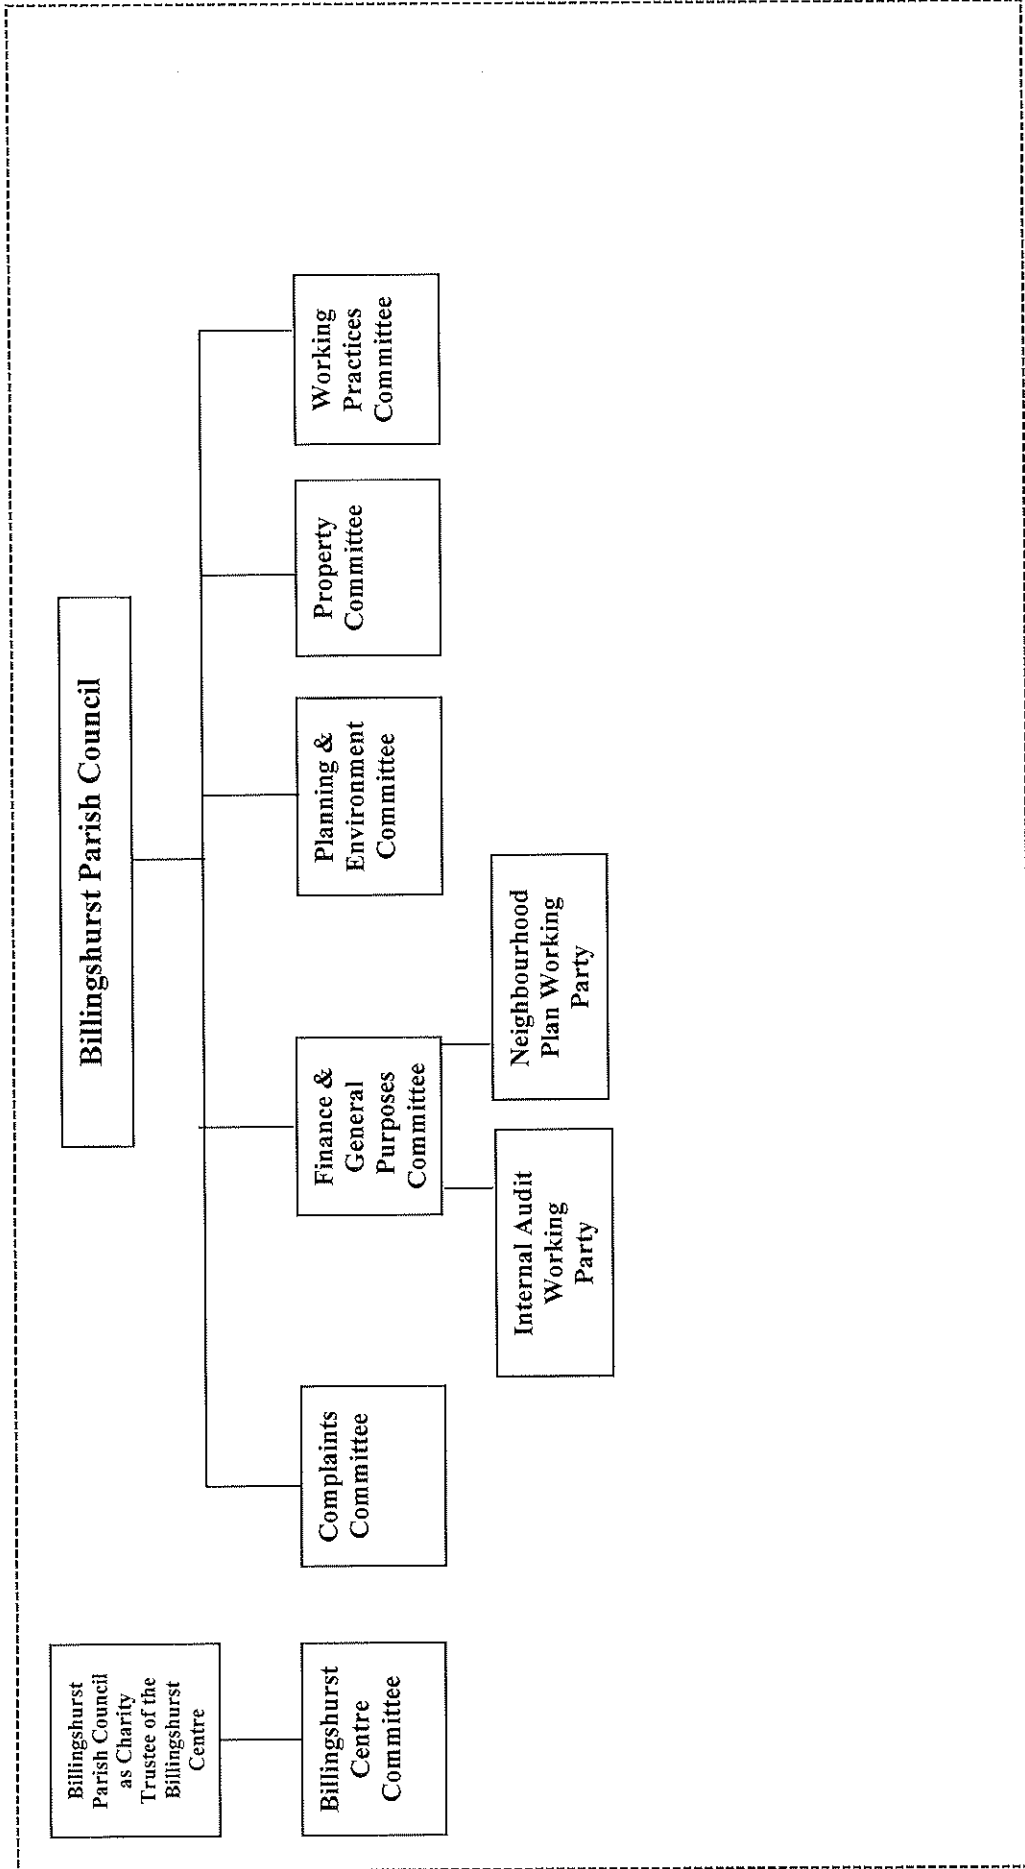 Billingshurst Parish Council
Billingshurst
Parish Council
as Charity
Trustee of the
Billingshurst
Centre
Billingshurst
Centre
Committee
Complaints
Committee
Finance &
General
Purposes
Committee
Planning &
Environment
Committee
Property
Committee
Working
Practices
Committee
Internal Audit
Working
Party
Neighbourhood
Plan Working
Party